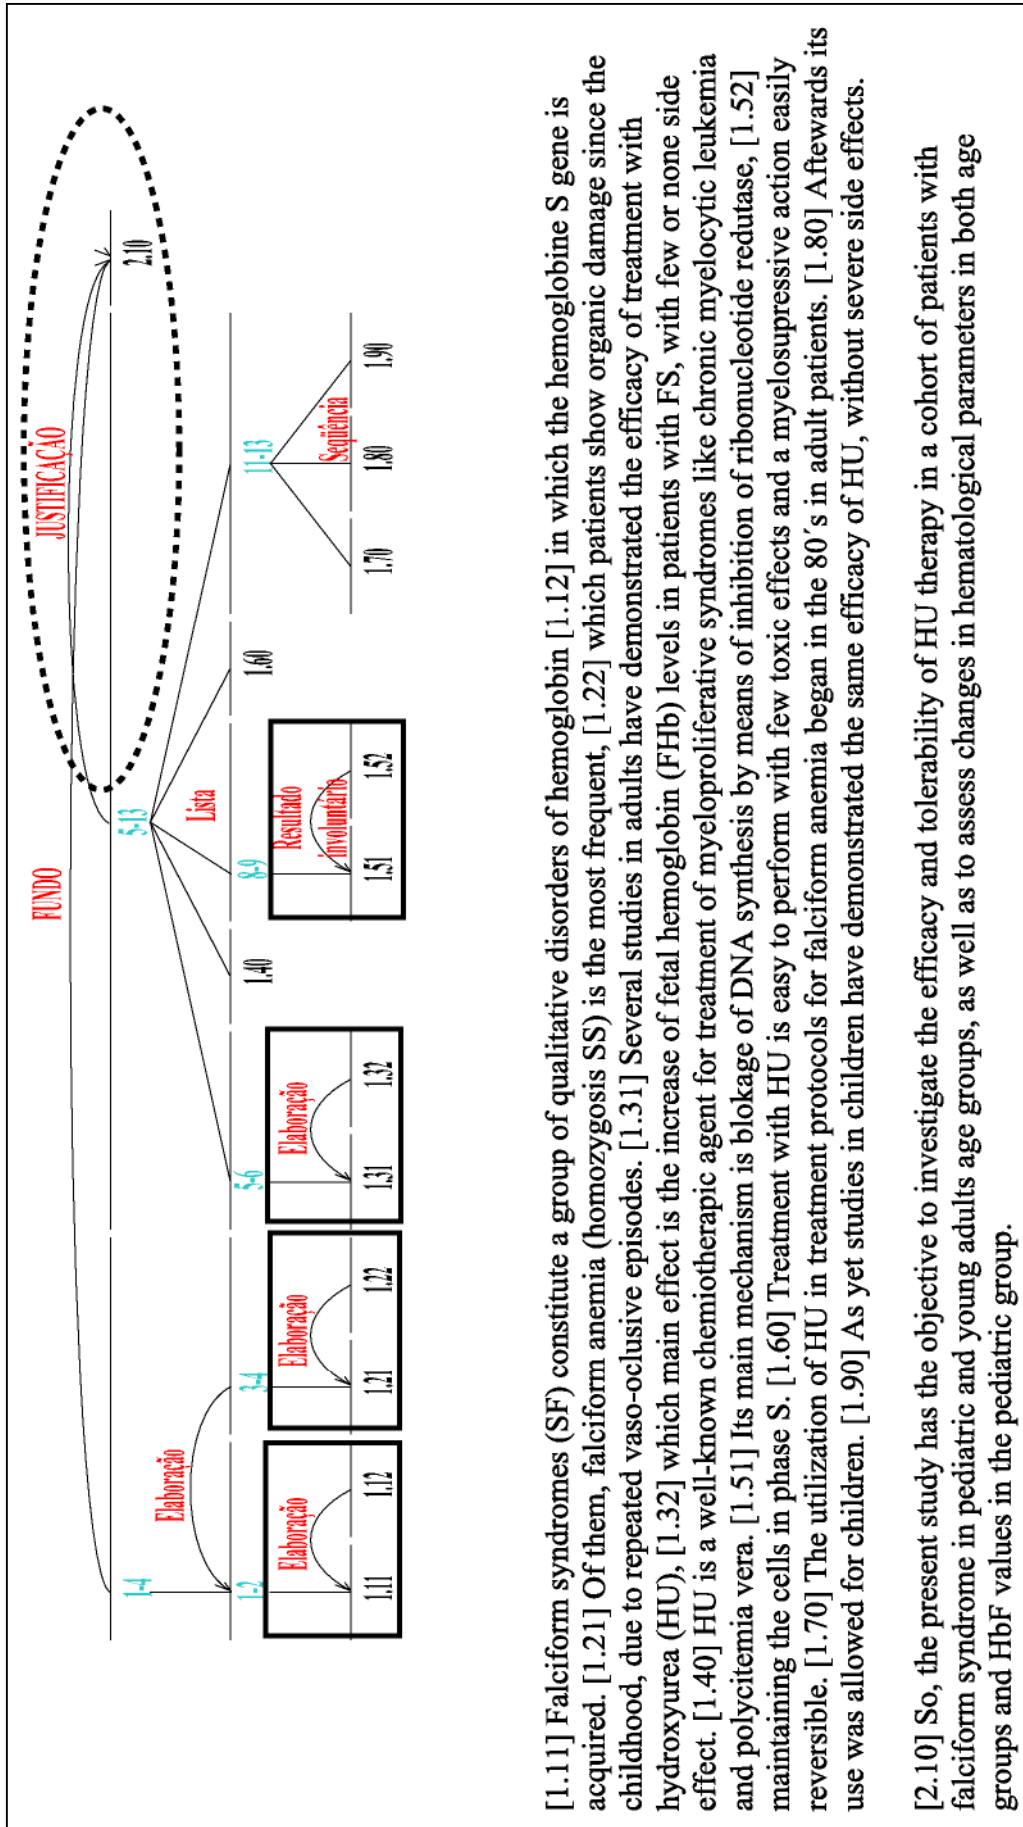 FUNDO
JUSTIFICAÇÃO
1-4
5-13
2.10
Elaboração
Lista
1-2
3-4
5-6
1.40
8-9
1.60
11-13
Elaboração
Elaboração
Elaboração
Resultado
involuntário
Seqüência
1.11
1.12
1.21
1.22
1.31
1.32
1.51
1.52
1.70
1.80
1.90
[1.11] Falciform syndromes (SF) constitute a group of qualitative disorders of hemoglobin [1.12] in which the hemoglobine S gene is
acquired. [1.21] Of them, falciform anemia (homozygosis SS) is the most frequent, [1.22] which patients show organic damage since the
childhood, due to repeated vaso-oclusive episodes. [1.31] Several studies in adults have demonstrated the efficacy of treatment with
hydroxyurea (HU), [1.32] which main effect is the increase of fetal hemoglobin (FHb) levels in patients with FS, with few or none side
effect. [1.40] HU is a well-known chemiotherapic agent for treatment of myeloproliferative syndromes like chronic myelocytic leukemia
and polycitemia vera. [1.51] Its main mechanism is blokage of DNA synthesis by means of inhibition of ribonucleotide redutase, [1.52]
maintaining the cells in phase S. [1.60] Treatment with HU is easy to perform with few toxic effects and a myelosupressive action easily
reversible. [1.70] The utilization of HU in treatment protocols for falciform anemia began in the 80´s in adult patients. [1.80] Aftewards its
use was allowed for children. [1.90] As yet studies in children have demonstrated the same efficacy of HU, without severe side effects.
[2.10] So, the present study has the objective to investigate the efficacy and tolerability of HU therapy in a cohort of patients with
falciform syndrome in pediatric and young adults age groups, as well as to assess changes in hematological parameters in both age
groups and HbF values in the pediatric group.